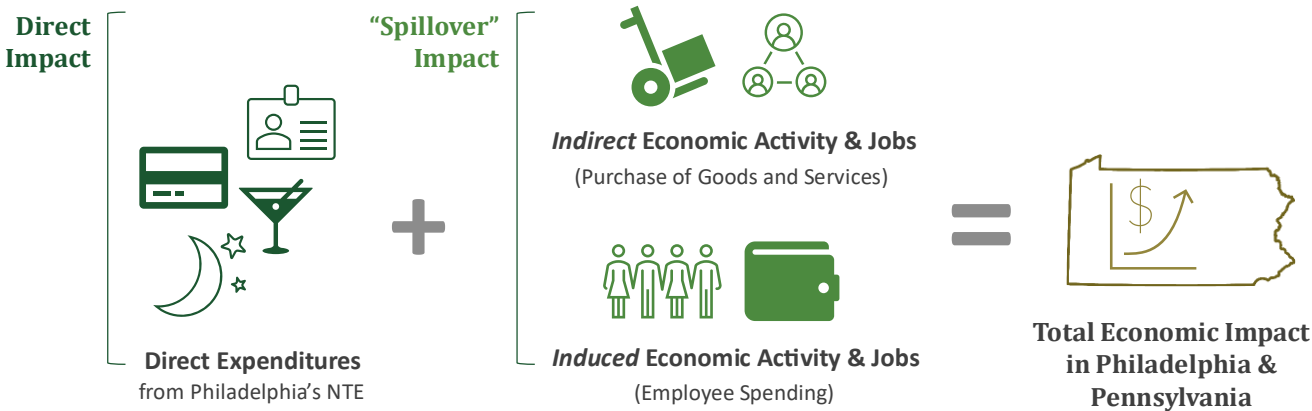 Direct
Impact
Direct Expenditures
from Philadelphia’s NTE
“Spillover”
Impact
Indirect Economic Activity & Jobs
(Purchase of Goods and Services)
Induced Economic Activity & Jobs
(Employee Spending)
$
Total Economic Impact
in Philadelphia &
Pennsylvania